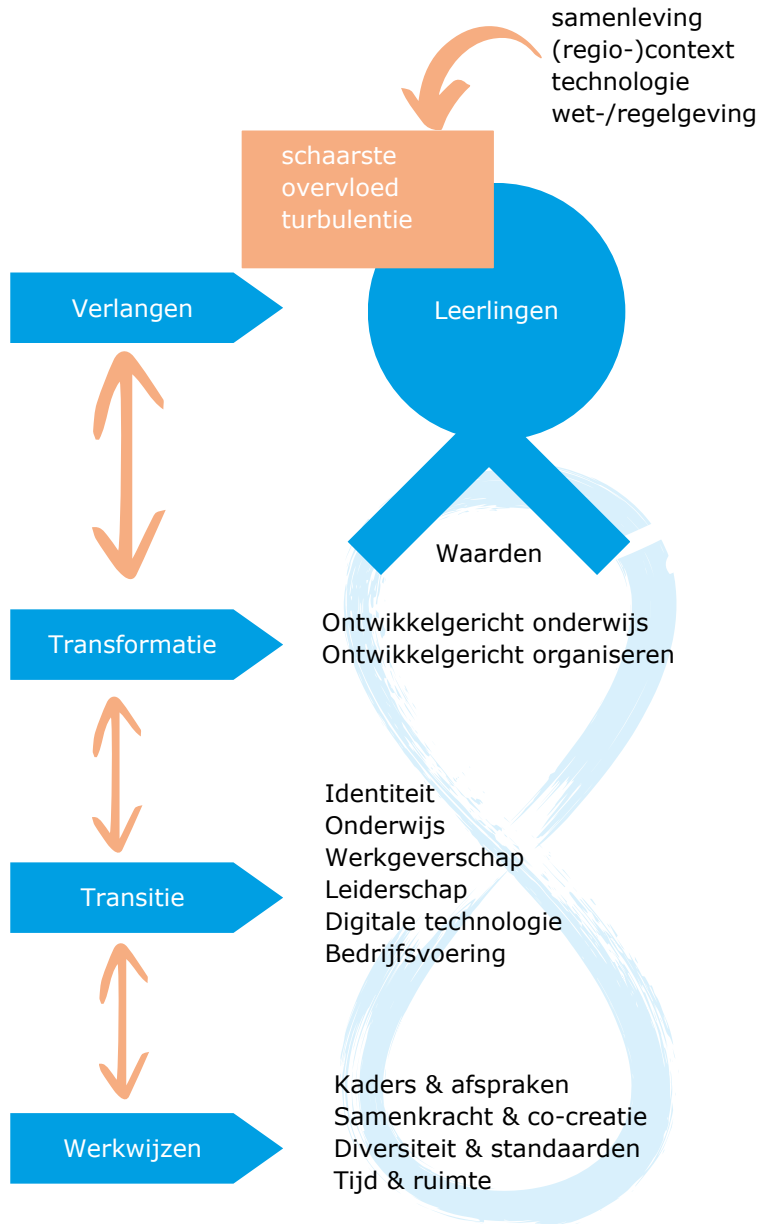 samenleving
(regio-)context
technologie
wet-/regelgeving
schaarste
overvloed
turbulentie
Verlangen
Leerlingen
Waarden
Transformatie
Ontwikkelgericht onderwijs
Ontwikkelgericht organiseren
Transitie
Identiteit
Onderwijs
Werkgeverschap
Leiderschap
Digitale technologie
Bedrijfsvoering
Werkwijzen
Kaders & afspraken
Samenkracht & co-creatie
Diversiteit & standaarden
Tijd & ruimte